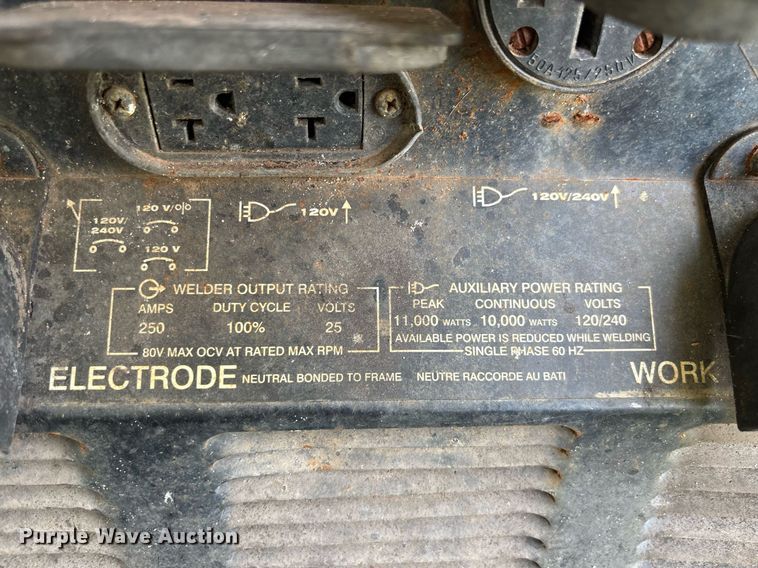 50A125/250V
120 V/
120V/
240V
120 V
120V
120V/240V
WELDER OUTPUT RATING
AMPS DUTY CYCLE VOLTS
250 100% 25
80V MAX OCV AT RATED MAX RPM
AUXILIARY POWER RATING
PEAK CONTINUOUS VOLTS
11,000 WATTS 10,000 WATTS 120/240
AVAILABLE POWER IS REDUCED WHILE WELDING
SINGLE PHASE 60 HZ
ELECTRODE NEUTRAL BONDED TO FRAME NEUTRE RACCORDE AU BATI WORK
Purple Wave Auction